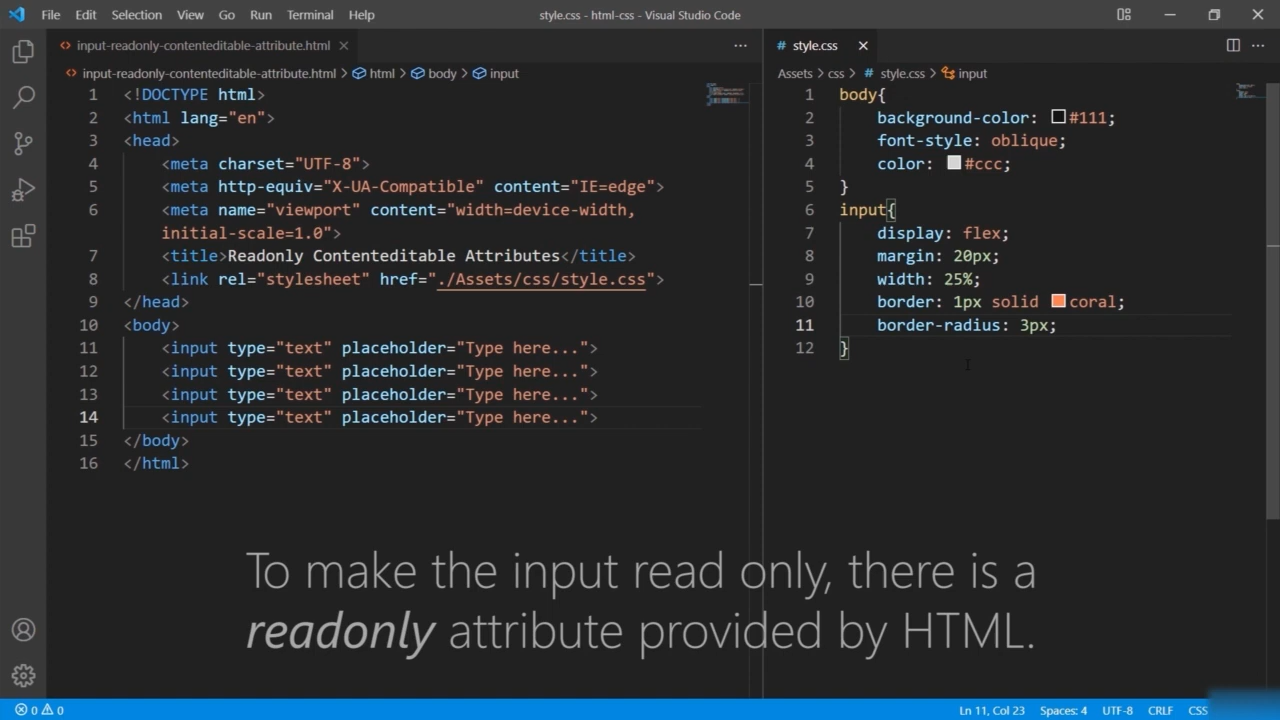 File Edit Selection View Go Run Terminal Help style.css - html-css - Visual Studio Code
input-readonly-contenteditable-attribute.html
input-readonly-contenteditable-attribute.html > html > body > input
1 <!DOCTYPE html>
2 <html lang="en">
3 <head>
4 <meta charset="UTF-8">
5 <meta http-equiv="X-UA-Compatible" content="IE=edge">
6 <meta name="viewport" content="width=device-width,
initial-scale=1.0">
7 <title>Readonly Contenteditable Attributes</title>
8 <link rel="stylesheet" href="./Assets/css/style.css">
9 </head>
10 <body>
11 <input type="text" placeholder="Type here...">
12 <input type="text" placeholder="Type here...">
13 <input type="text" placeholder="Type here...">
14 <input type="text" placeholder="Type here...">
15 </body>
16 </html>
# style.css
Assets > css > # style.css > input
1 body{
2 background-color: #111;
3 font-style: oblique;
4 color: #ccc;
5 }
6 input{
7 display: flex;
8 margin: 20px;
9 width: 25%;
10 border: 1px solid coral;
11 border-radius: 3px;
12 }
To make the input read only, there is a
readonly attribute provided by HTML.
0 0 Ln 11, Col 23 Spaces: 4 UTF-8 CRLF CSS